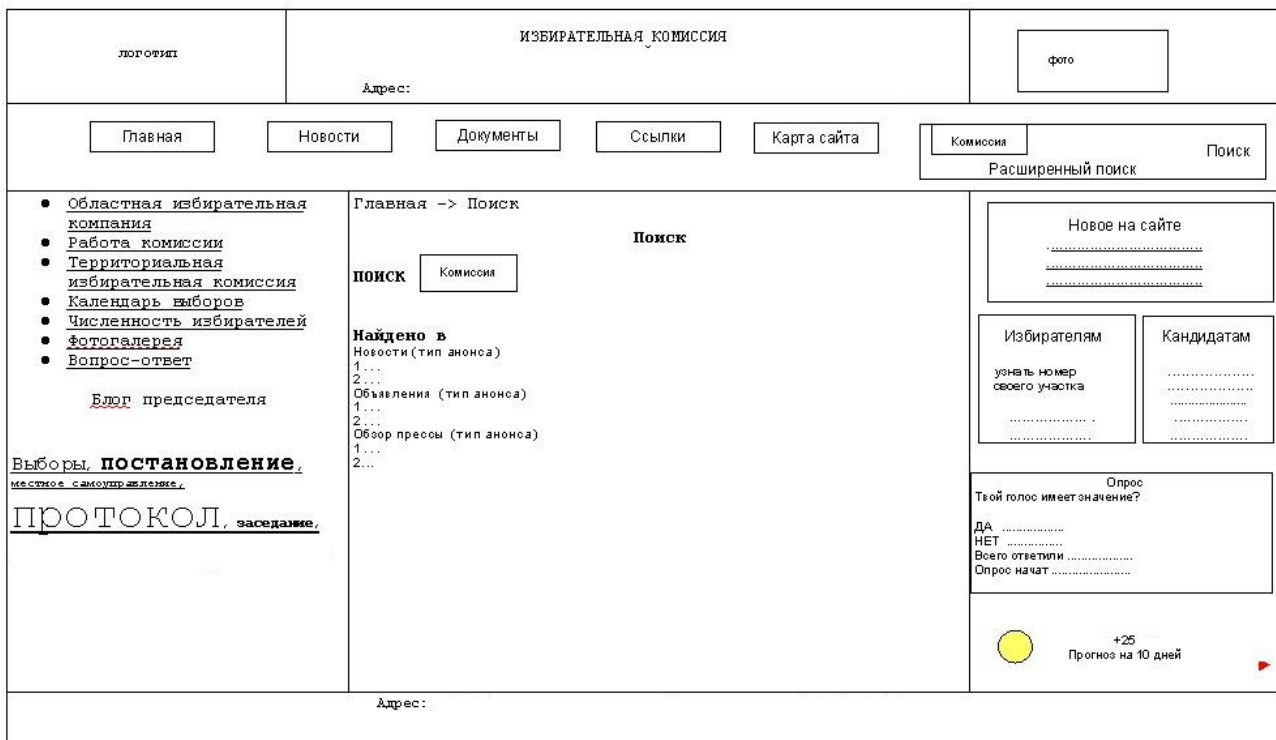 логотип
ИЗБИРАТЕЛЬНАЯ КОМИССИЯ
Адрес:
фото
Главная
Новости
Документы
Ссылки
Карта сайта
Комиссия
Поиск
Расширенный поиск
Областная избирательная
компания
Работа комиссии
Территориальная
избирательная комиссия
Календарь выборов
Численность избирателей
Фотогалерея
Вопрос-ответ
Блог председателя
Выборы, постановление,
местное самоуправление,
протокол, заседание,
Главная -> Поиск
Поиск
ПОИСК Комиссия
Найдено в
Новости (тип анонса)
1...
2...
Объявления (тип анонса)
1...
2...
Обзор прессы (тип анонса)
1...
2...
Новое на сайте
Избирателям
узнать номер
своего участка
Кандидатам
Опрос
Твой голос имеет значение?
ДА ..................
НЕТ ................
Всего ответили ...................
Опрос начат .......................
+25
Прогноз на 10 дней
Адрес: